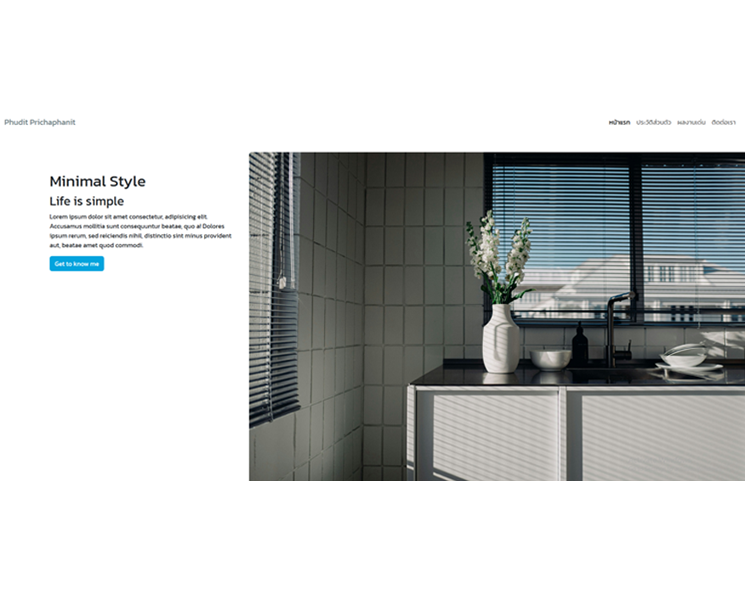 Phudit Prichaphanit
หน้าแรก ประวัติส่วนตัว ผลงานเด่น ติดต่อเรา
Minimal Style
Life is simple
Lorem ipsum dolor sit amet consectetur, adipisicing elit.
Accusamus mollitia sunt consequuntur beatae, quo a! Dolores
ipsum rerum, sed reiciendis nihil, distinctio sint minus provident
aut, beatae amet quod commodi.
Get to know me